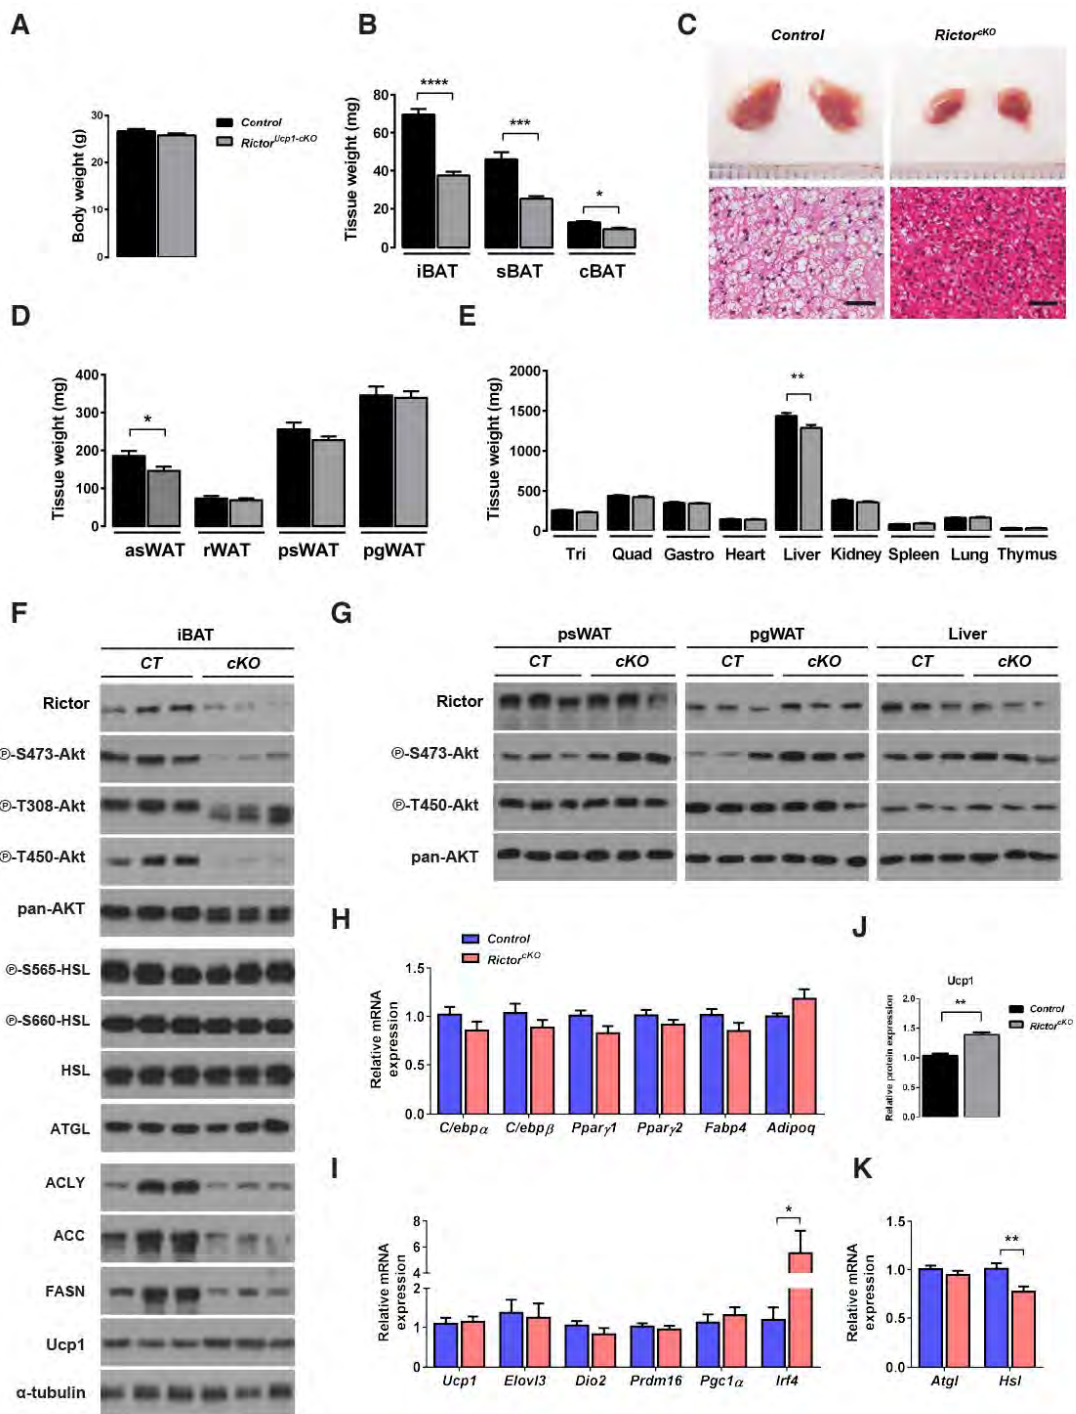 A
B
C
Control
Rictor^cKO
Body weight (g)
30
20
10
0
Control
Rictor^Ucp1-cKO
Tissue weight (mg)
80
60
40
20
0
****
***
*
iBAT
sBAT
cBAT
D
E
Tissue weight (mg)
400
300
200
100
0
*
asWAT
rWAT
psWAT
pgWAT
Tissue weight (mg)
2000
1500
1000
500
0
**
Tri
Quad
Gastro
Heart
Liver
Kidney
Spleen
Lung
Thymus
F
iBAT
CT
cKO
Rictor
Ⓟ-S473-Akt
Ⓟ-T308-Akt
Ⓟ-T450-Akt
pan-AKT
Ⓟ-S565-HSL
Ⓟ-S660-HSL
HSL
ATGL
ACLY
ACC
FASN
Ucp1
α-tubulin
G
psWAT
pgWAT
Liver
CT
cKO
CT
cKO
CT
cKO
Rictor
Ⓟ-S473-Akt
Ⓟ-T450-Akt
pan-AKT
H
Control
Rictor^cKO
Relative mRNA
expression
1.5
1.0
0.5
0.0
C/ebpα
C/ebpβ
Pparγ1
Pparγ2
Fabp4
Adipoq
J
Ucp1
Relative protein expression
2.0
1.5
1.0
0.5
0.0
**
Control
Rictor^cKO
I
Relative mRNA
expression
8
6
4
2
1
0
*
Ucp1
Elovl3
Dio2
Prdm16
Pgc1α
Irf4
K
Relative mRNA
expression
1.5
1.0
0.5
0.0
**
Atgl
Hsl